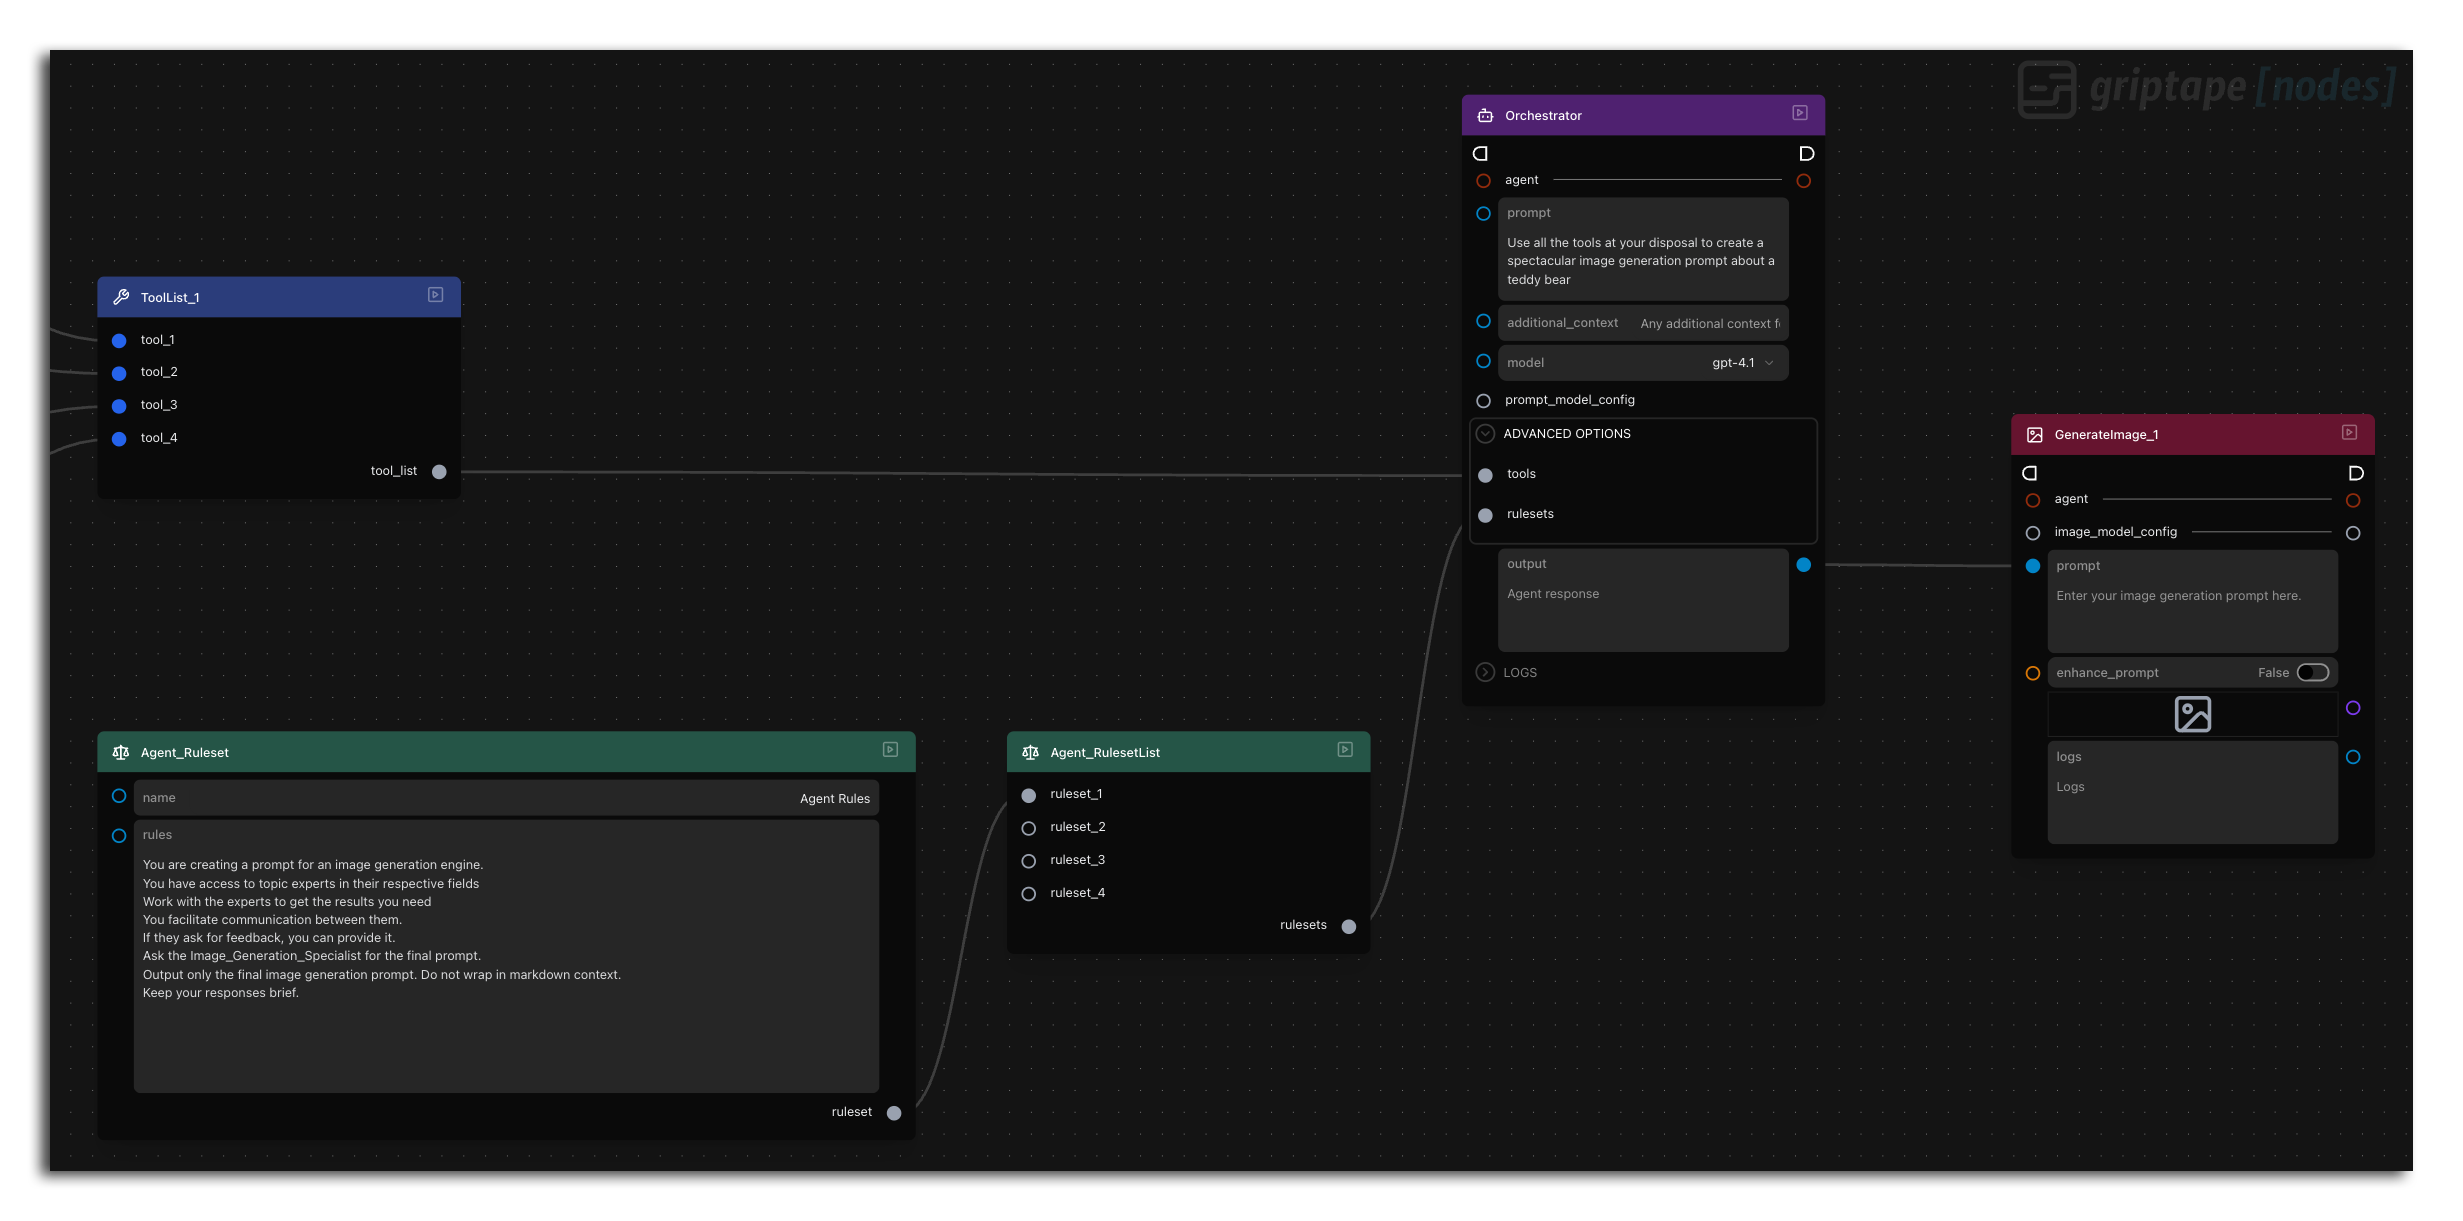 griptape [nodes]
ToolList_1
tool_1
tool_2
tool_3
tool_4
tool_list
Agent_Ruleset
name Agent Rules
rules
You are creating a prompt for an image generation engine.
You have access to topic experts in their respective fields
Work with the experts to get the results you need
You facilitate communication between them.
If they ask for feedback, you can provide it.
Ask the Image_Generation_Specialist for the final prompt.
Output only the final image generation prompt. Do not wrap in markdown context.
Keep your responses brief.
ruleset
Agent_RulesetList
ruleset_1
ruleset_2
ruleset_3
ruleset_4
rulesets
Orchestrator
agent
prompt
Use all the tools at your disposal to create a
spectacular image generation prompt about a
teddy bear
additional_context Any additional context f
model gpt-4.1
prompt_model_config
ADVANCED OPTIONS
tools
rulesets
output
Agent response
LOGS
GenerateImage_1
agent
image_model_config
prompt
Enter your image generation prompt here.
enhance_prompt False
logs
Logs